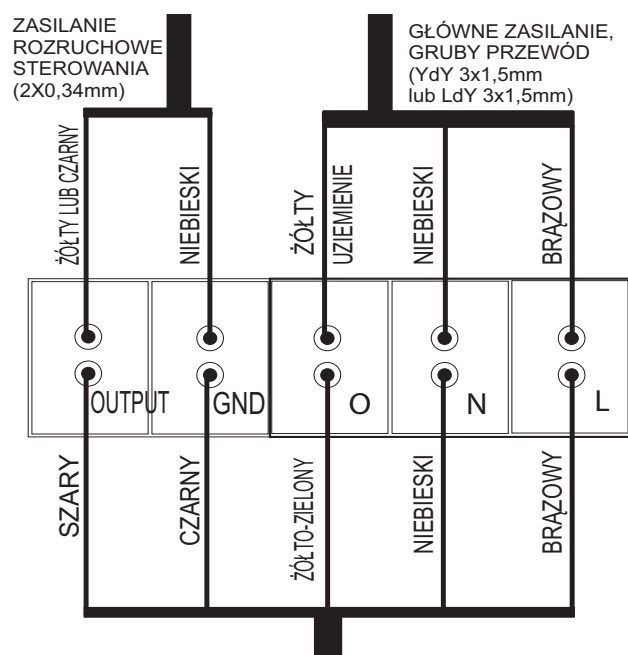 ZASILANIE
ROZRUCHOWE
STEROWANIA
(2X0,34mm)
GŁÓWNE ZASILANIE,
GRUBY PRZEWÓD
(YdY 3x1,5mm
lub LdY 3x1,5mm)
ŻÓŁTY LUB CZARNY
NIEBIESKI
ŻÓŁTY
UZIEMIENIE
NIEBIESKI
BRĄZOWY
OUTPUT
GND
O
N
L
SZARY
CZARNY
ŻÓŁTO-ZIELONY
NIEBIESKI
BRĄZOWY